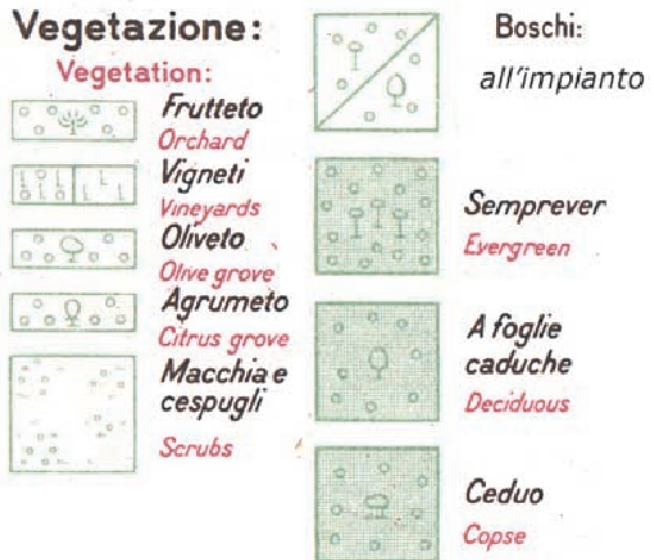 Vegetazione:
Vegetation:
Frutteto
Orchard
Vigneti
Vineyards
Oliveto
Olive grove
Agrumeto
Citrus grove
Macchia e
cespugli
Scrubs
Boschi:
all'impianto
Semprever
Evergreen
A foglie
caduche
Deciduous
Ceduo
Copse